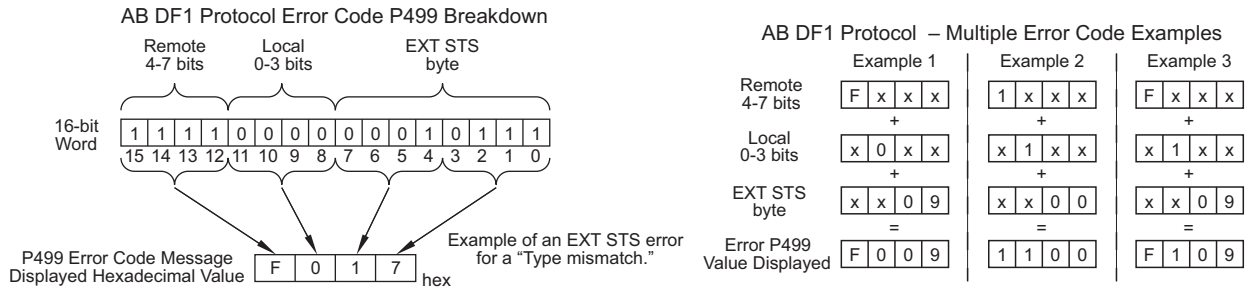 AB DF1 Protocol Error Code P499 Breakdown
Remote
4-7 bits
Local
0-3 bits
EXT STS
byte
16-bit
Word
1 1 1 1 0 0 0 0 0 0 0 1 0 1 1 1
15 14 13 12 11 10 9 8 7 6 5 4 3 2 1 0
P499 Error Code Message
Displayed Hexadecimal Value
F 0 1 7
hex
Example of an EXT STS error
for a “Type mismatch.”
AB DF1 Protocol – Multiple Error Code Examples
Example 1 Example 2 Example 3
Remote
4-7 bits
F x x x 1 x x x F x x x
+ + +
Local
0-3 bits
x 0 x x x 1 x x x 1 x x
+ + +
EXT STS
byte
x x 0 9 x x 0 0 x x 0 9
= = =
Error P499
Value Displayed
F 0 0 9 1 1 0 0 F 1 0 9